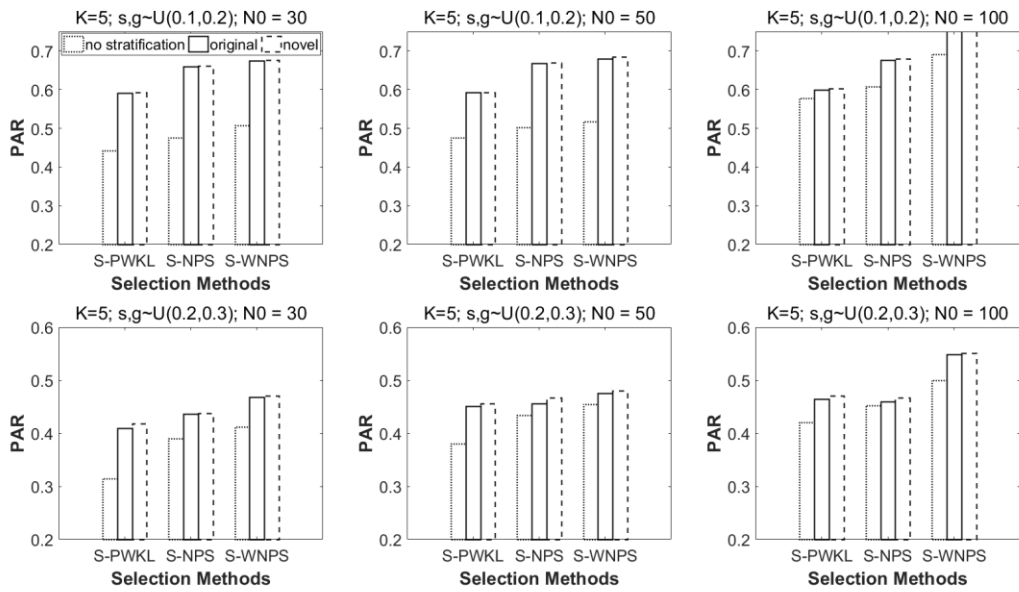 K=5; s,g~U(0.1,0.2); N0 = 30
no stratification original novel
0.7
0.6
0.5
0.4
0.3
0.2
PAR
S-PWKL S-NPS S-WNPS
Selection Methods
K=5; s,g~U(0.1,0.2); N0 = 50
0.7
0.6
0.5
0.4
0.3
0.2
PAR
S-PWKL S-NPS S-WNPS
Selection Methods
K=5; s,g~U(0.1,0.2); N0 = 100
0.7
0.6
0.5
0.4
0.3
0.2
PAR
S-PWKL S-NPS S-WNPS
Selection Methods
K=5; s,g~U(0.2,0.3); N0 = 30
0.6
0.5
0.4
0.3
0.2
PAR
S-PWKL S-NPS S-WNPS
Selection Methods
K=5; s,g~U(0.2,0.3); N0 = 50
0.6
0.5
0.4
0.3
0.2
PAR
S-PWKL S-NPS S-WNPS
Selection Methods
K=5; s,g~U(0.2,0.3); N0 = 100
0.6
0.5
0.4
0.3
0.2
PAR
S-PWKL S-NPS S-WNPS
Selection Methods